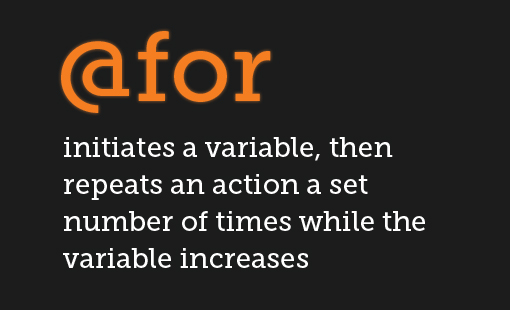 @for
initiates a variable, then
repeats an action a set
number of times while the
variable increases